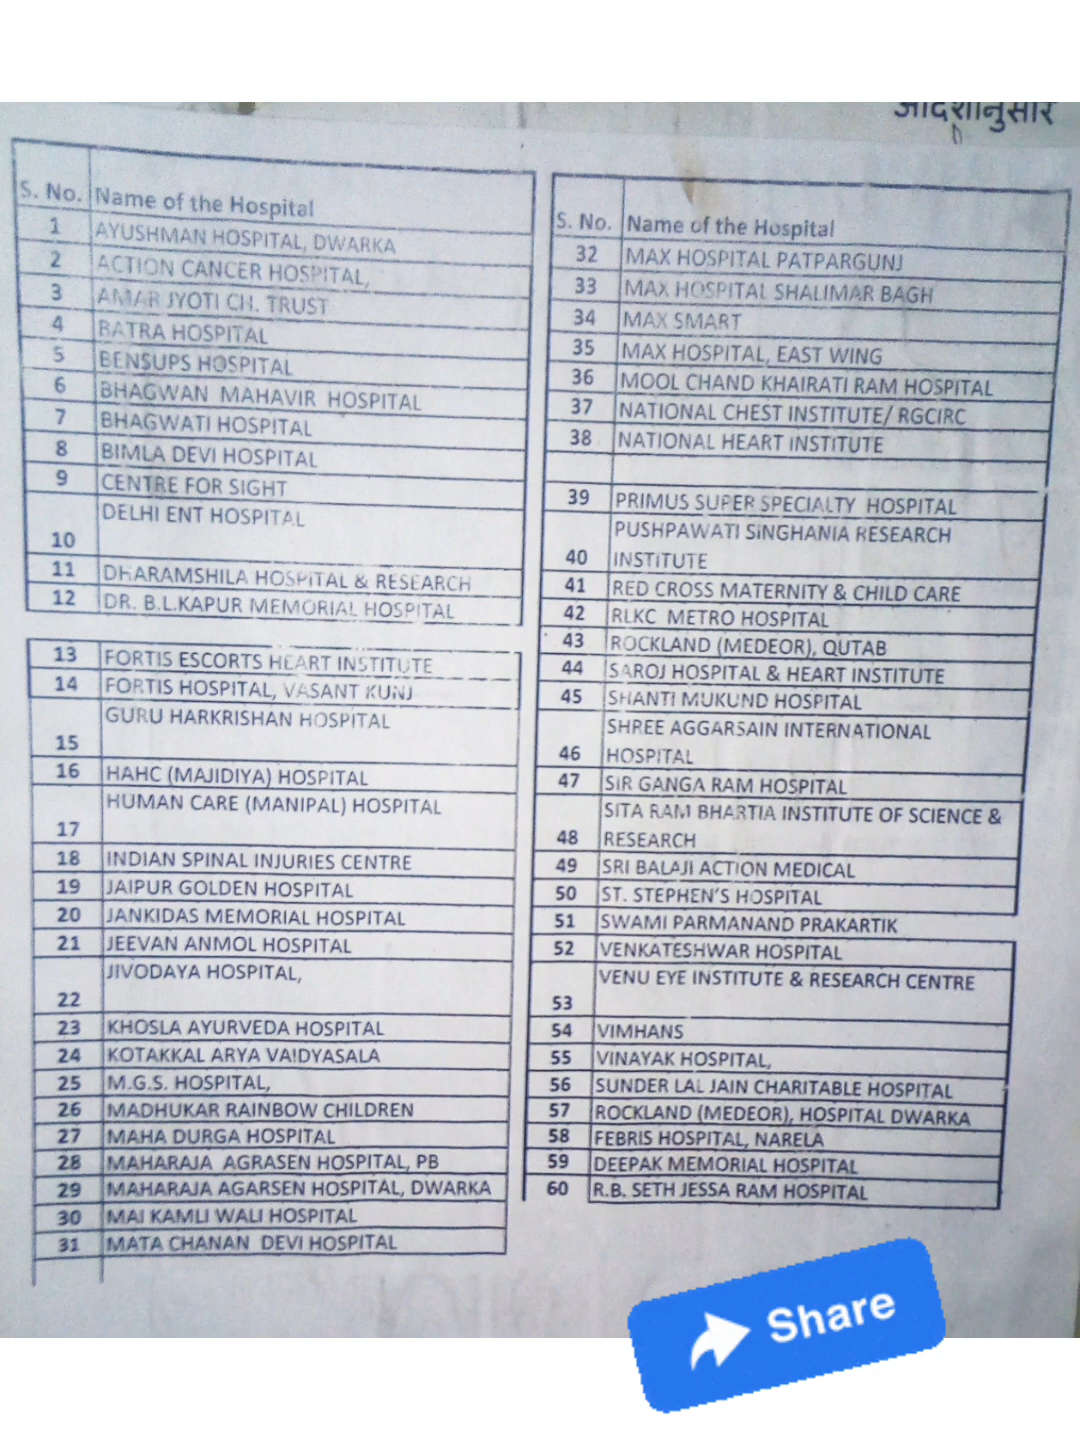 आदेशानुसार
S. No. Name of the Hospital
1 AYUSHMAN HOSPITAL, DWARKA
2 ACTION CANCER HOSPITAL,
3 AMAR JYOTI CH. TRUST
4 BATRA HOSPITAL
5 BENSUPS HOSPITAL
6 BHAGWAN MAHAVIR HOSPITAL
7 BHAGWATI HOSPITAL
8 BIMLA DEVI HOSPITAL
9 CENTRE FOR SIGHT
DELHI ENT HOSPITAL
10
11 DHARAMSHILA HOSPITAL & RESEARCH
12 DR. B.L.KAPUR MEMORIAL HOSPITAL
13 FORTIS ESCORTS HEART INSTITUTE
14 FORTIS HOSPITAL, VASANT KUNJ
GURU HARKRISHAN HOSPITAL
15
16 HAHC (MAJIDIYA) HOSPITAL
HUMAN CARE (MANIPAL) HOSPITAL
17
18 INDIAN SPINAL INJURIES CENTRE
19 JAIPUR GOLDEN HOSPITAL
20 JANKIDAS MEMORIAL HOSPITAL
21 JEEVAN ANMOL HOSPITAL
JIVODAYA HOSPITAL,
22
23 KHOSLA AYURVEDA HOSPITAL
24 KOTAKKAL ARYA VAIDYASALA
25 M.G.S. HOSPITAL,
26 MADHUKAR RAINBOW CHILDREN
27 MAHA DURGA HOSPITAL
28 MAHARAJA AGRASEN HOSPITAL, PB
29 MAHARAJA AGARSEN HOSPITAL, DWARKA
30 MAI KAMLI WALI HOSPITAL
31 MATA CHANAN DEVI HOSPITAL
S. No. Name of the Hospital
32 MAX HOSPITAL PATPARGUNJ
33 MAX HOSPITAL SHALIMAR BAGH
34 MAX SMART
35 MAX HOSPITAL, EAST WING
36 MOOL CHAND KHAIRATI RAM HOSPITAL
37 NATIONAL CHEST INSTITUTE/ RGCIRC
38 NATIONAL HEART INSTITUTE
39 PRIMUS SUPER SPECIALTY HOSPITAL
PUSHPAWATI SINGHANIA RESEARCH
40 INSTITUTE
41 RED CROSS MATERNITY & CHILD CARE
42 RLKC METRO HOSPITAL
43 ROCKLAND (MEDEOR), QUTAB
44 SAROJ HOSPITAL & HEART INSTITUTE
45 SHANTI MUKUND HOSPITAL
SHREE AGGARSAIN INTERNATIONAL
46 HOSPITAL
47 SIR GANGA RAM HOSPITAL
SITA RAM BHARTIA INSTITUTE OF SCIENCE &
48 RESEARCH
49 SRI BALAJI ACTION MEDICAL
50 ST. STEPHEN'S HOSPITAL
51 SWAMI PARMANAND PRAKARTIK
52 VENKATESHWAR HOSPITAL
VENU EYE INSTITUTE & RESEARCH CENTRE
53
54 VIMHANS
55 VINAYAK HOSPITAL,
56 SUNDER LAL JAIN CHARITABLE HOSPITAL
57 ROCKLAND (MEDEOR), HOSPITAL DWARKA
58 FEBRIS HOSPITAL, NARELA
59 DEEPAK MEMORIAL HOSPITAL
60 R.B. SETH JESSA RAM HOSPITAL
Share